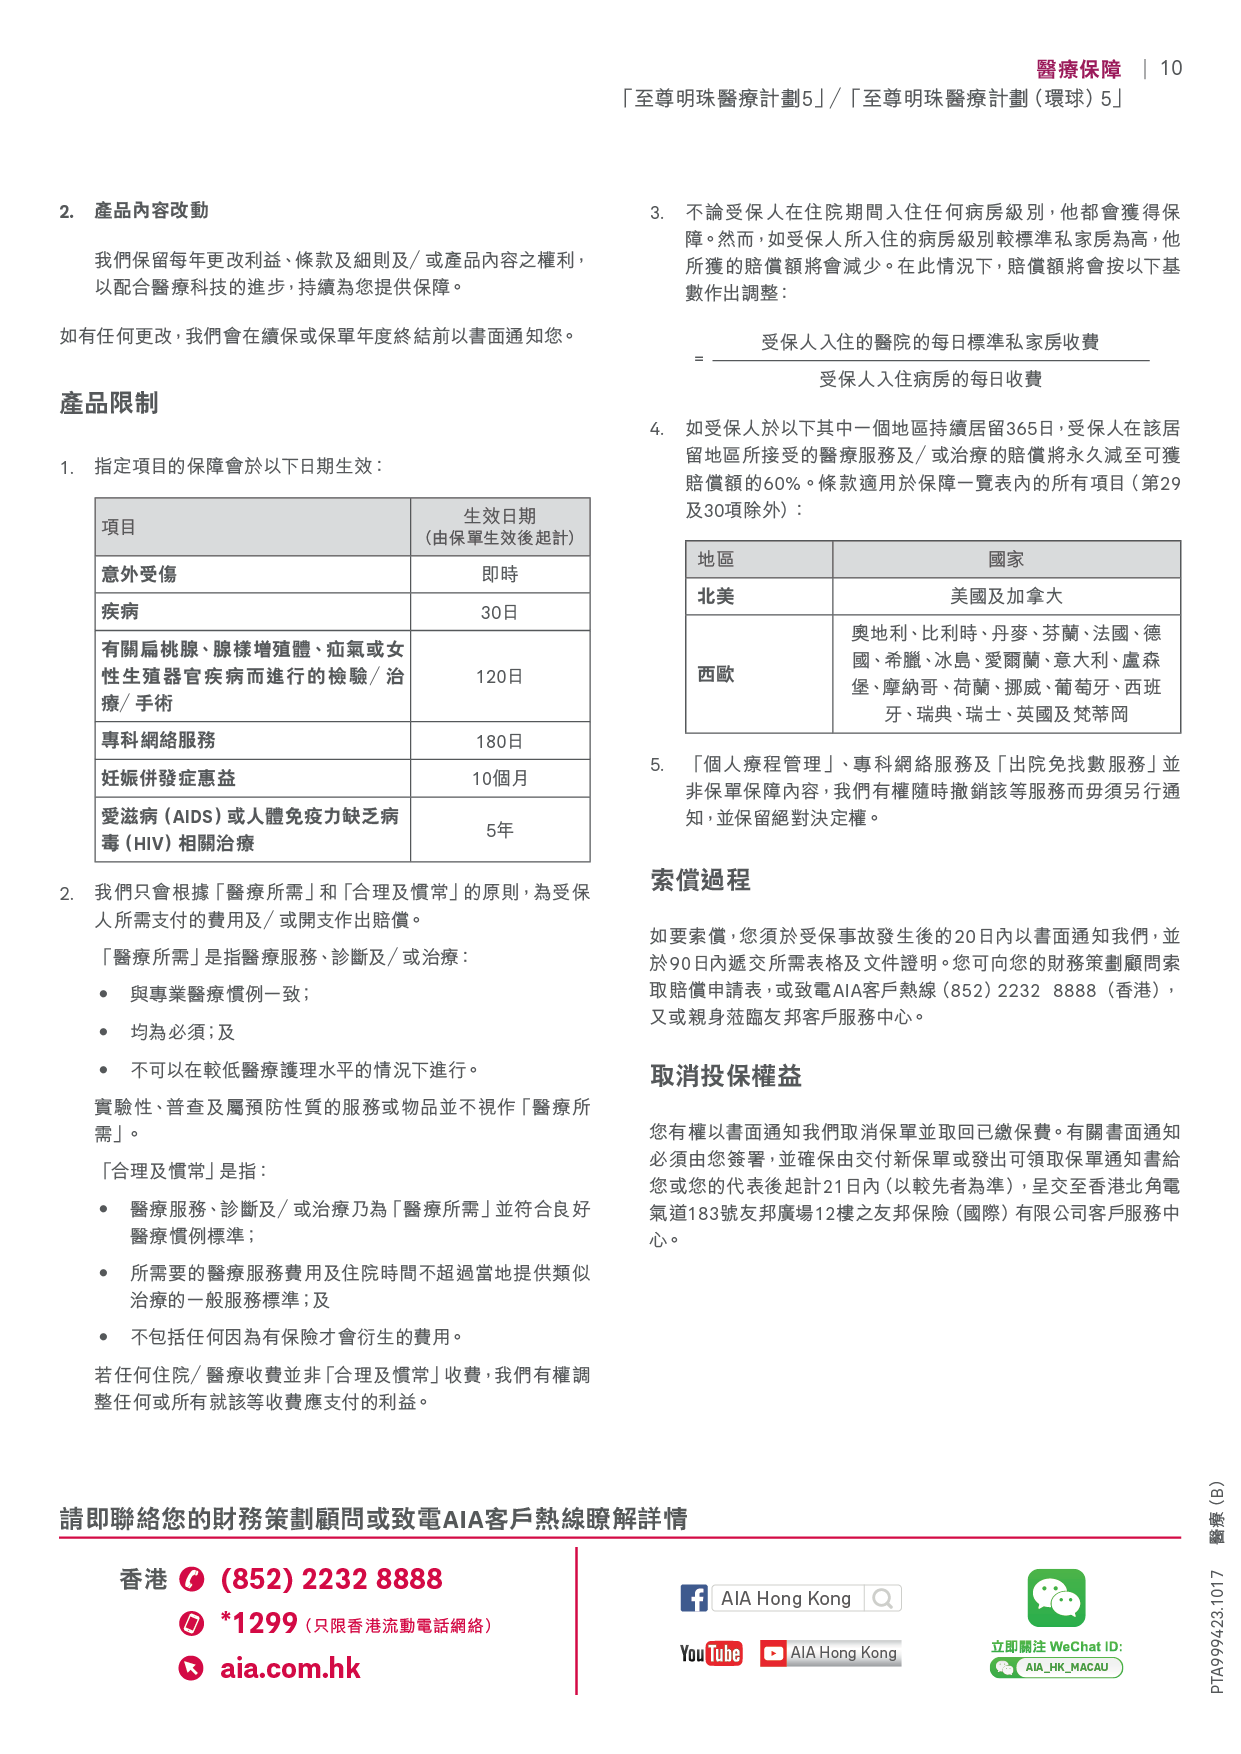 醫療保障 | 10
「至尊明珠醫療計劃5」/「至尊明珠醫療計劃（環球）5」
2. 產品內容改動
我們保留每年更改利益、條款及細則及/ 或產品內容之權利，
以配合醫療科技的進步，持續為您提供保障。
如有任何更改，我們會在續保或保單年度終結前以書面通知您。
產品限制
1. 指定項目的保障會於以下日期生效：
項目
生效日期
（由保單生效後起計）
意外受傷
即時
疾病
30日
有關扁桃腺、腺樣增殖體、疝氣或女
性生殖器官疾病而進行的檢驗/ 治
療/ 手術
120日
專科網絡服務
180日
妊娠併發症惠益
10個月
愛滋病（AIDS）或人體免疫力缺乏病
毒（HIV）相關治療
5年
2. 我們只會根據「醫療所需」和「合理及慣常」的原則，為受保
人所需支付的費用及/ 或開支作出賠償。
「醫療所需」是指醫療服務、診斷及/ 或治療：
• 與專業醫療慣例一致；
• 均為必須；及
• 不可以在較低醫療護理水平的情況下進行。
實驗性、普查及屬預防性質的服務或物品並不視作「醫療所
需」。
「合理及慣常」是指：
• 醫療服務、診斷及/ 或治療乃為「醫療所需」並符合良好
醫療慣例標準；
• 所需要的醫療服務費用及住院時間不超過當地提供類似
治療的一般服務標準；及
• 不包括任何因為有保險才會衍生的費用。
若任何住院/ 醫療收費並非「合理及慣常」收費，我們有權調
整任何或所有就該等收費應支付的利益。
3. 不論受保人在住院期間入住任何病房級別，他都會獲得保
障。然而，如受保人所入住的病房級別較標準私家房為高，他
所獲的賠償額將會減少。在此情況下，賠償額將會按以下基
數作出調整：
受保人入住的醫院的每日標準私家房收費
=
受保人入住病房的每日收費
4. 如受保人於以下其中一個地區持續居留365日，受保人在該居
留地區所接受的醫療服務及/ 或治療的賠償將永久減至可獲
賠償額的60%。條款適用於保障一覽表內的所有項目（第29
及30項除外）：
地區
國家
北美
美國及加拿大
西歐
奧地利、比利時、丹麥、芬蘭、法國、德
國、希臘、冰島、愛爾蘭、意大利、盧森
堡、摩納哥、荷蘭、挪威、葡萄牙、西班
牙、瑞典、瑞士、英國及梵蒂岡
5. 「個人療程管理」、專科網絡服務及「出院免找數服務」並
非保單保障內容，我們有權隨時撤銷該等服務而毋須另行通
知，並保留絕對決定權。
索償過程
如要索償，您須於受保事故發生後的20日內以書面通知我們，並
於90日內遞交所需表格及文件證明。您可向您的財務策劃顧問索
取賠償申請表，或致電AIA客戶熱線（852）2232 8888（香港），
又或親身蒞臨友邦客戶服務中心。
取消投保權益
您有權以書面通知我們取消保單並取回已繳保費。有關書面通知
必須由您簽署，並確保由交付新保單或發出可領取保單通知書給
您或您的代表後起計21日內（以較先者為準），呈交至香港北角電
氣道183號友邦廣場12樓之友邦保險（國際）有限公司客戶服務中
心。
請即聯絡您的財務策劃顧問或致電AIA客戶熱線瞭解詳情
香港 (852) 2232 8888
*1299（只限香港流動電話網絡）
aia.com.hk
f AIA Hong Kong
YouTube AIA Hong Kong
立即關注 WeChat ID:
AIA_HK_MACAU
PTA999423.1017 醫療（B）